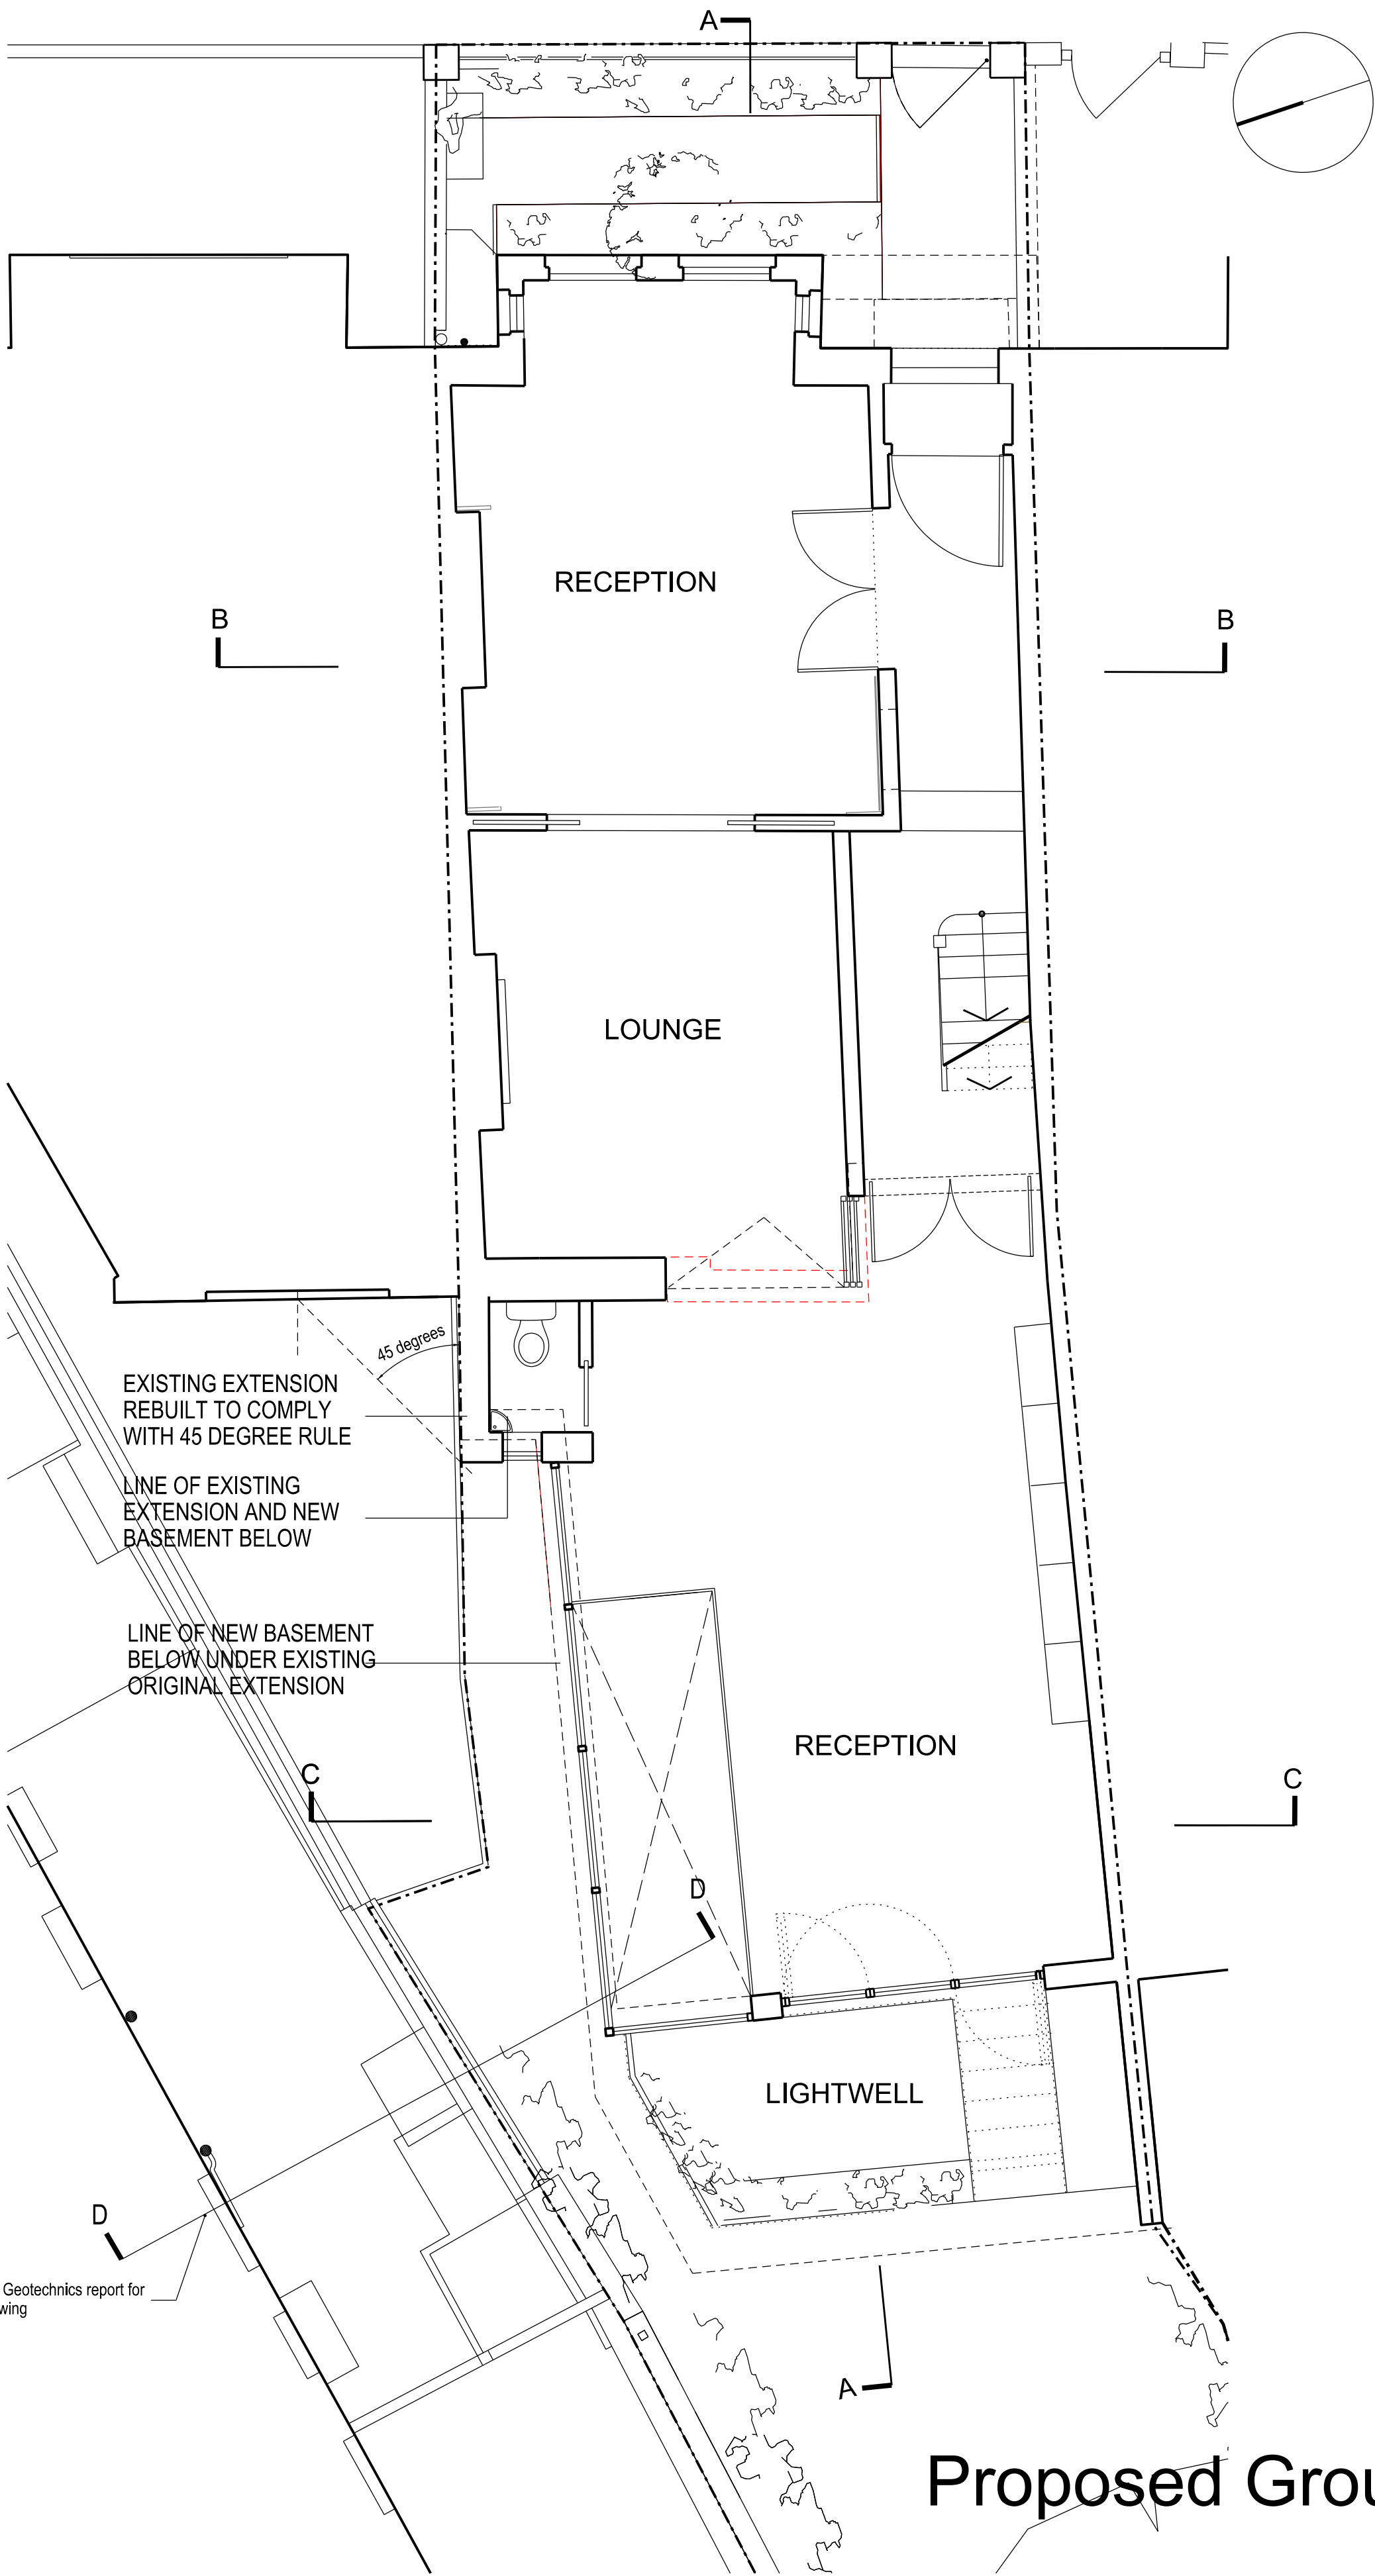 A
RECEPTION
B
B
LOUNGE
45 degrees
EXISTING EXTENSION
REBUILT TO COMPLY
WITH 45 DEGREE RULE
LINE OF EXISTING
EXTENSION AND NEW
BASEMENT BELOW
LINE OF NEW BASEMENT
BELOW UNDER EXISTING
ORIGINAL EXTENSION
RECEPTION
C
C
D
LIGHTWELL
D
Geotechnics report for
wing
A
Proposed Grou